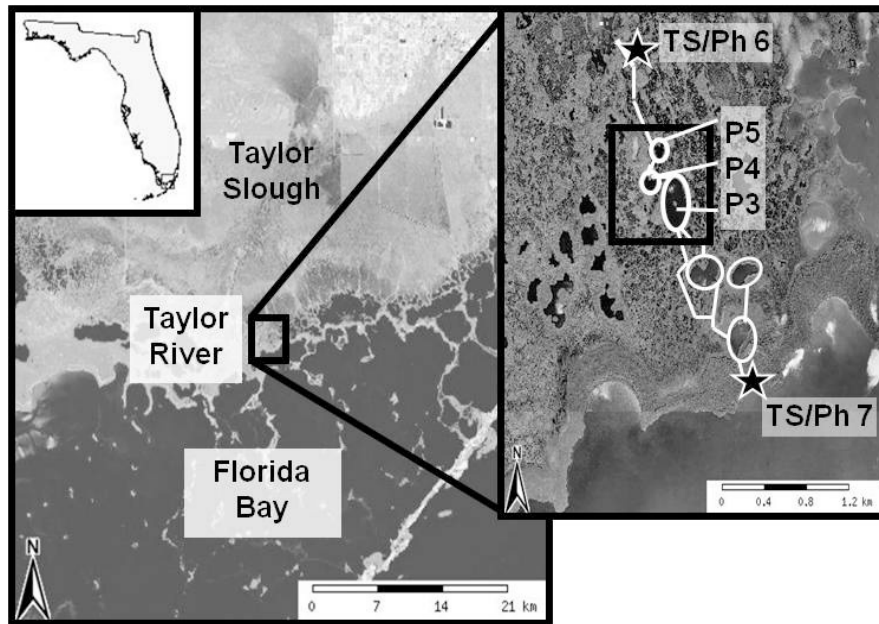 TS/Ph 6
P5
P4
P3
TS/Ph 7
N
0 0.4 0.8 1.2 km
Taylor
Slough
Taylor
River
Florida
Bay
N
0 7 14 21 km